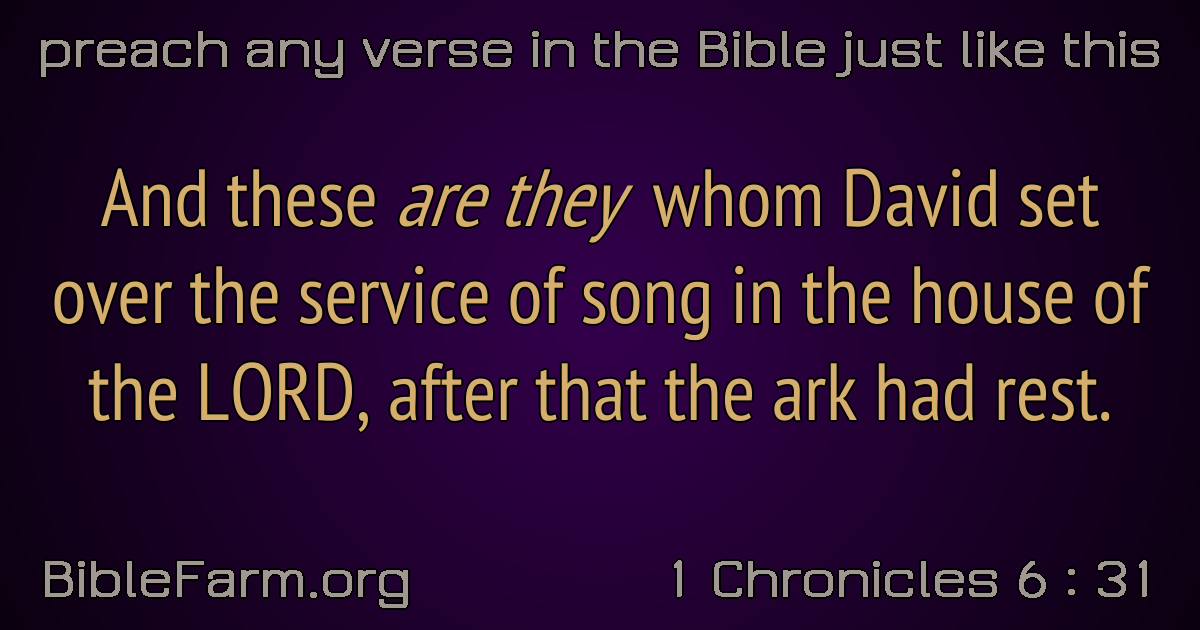 preach any verse in the Bible just like this
And these are they whom David set
over the service of song in the house of
the LORD, after that the ark had rest.
BibleFarm.org
1 Chronicles 6 : 31